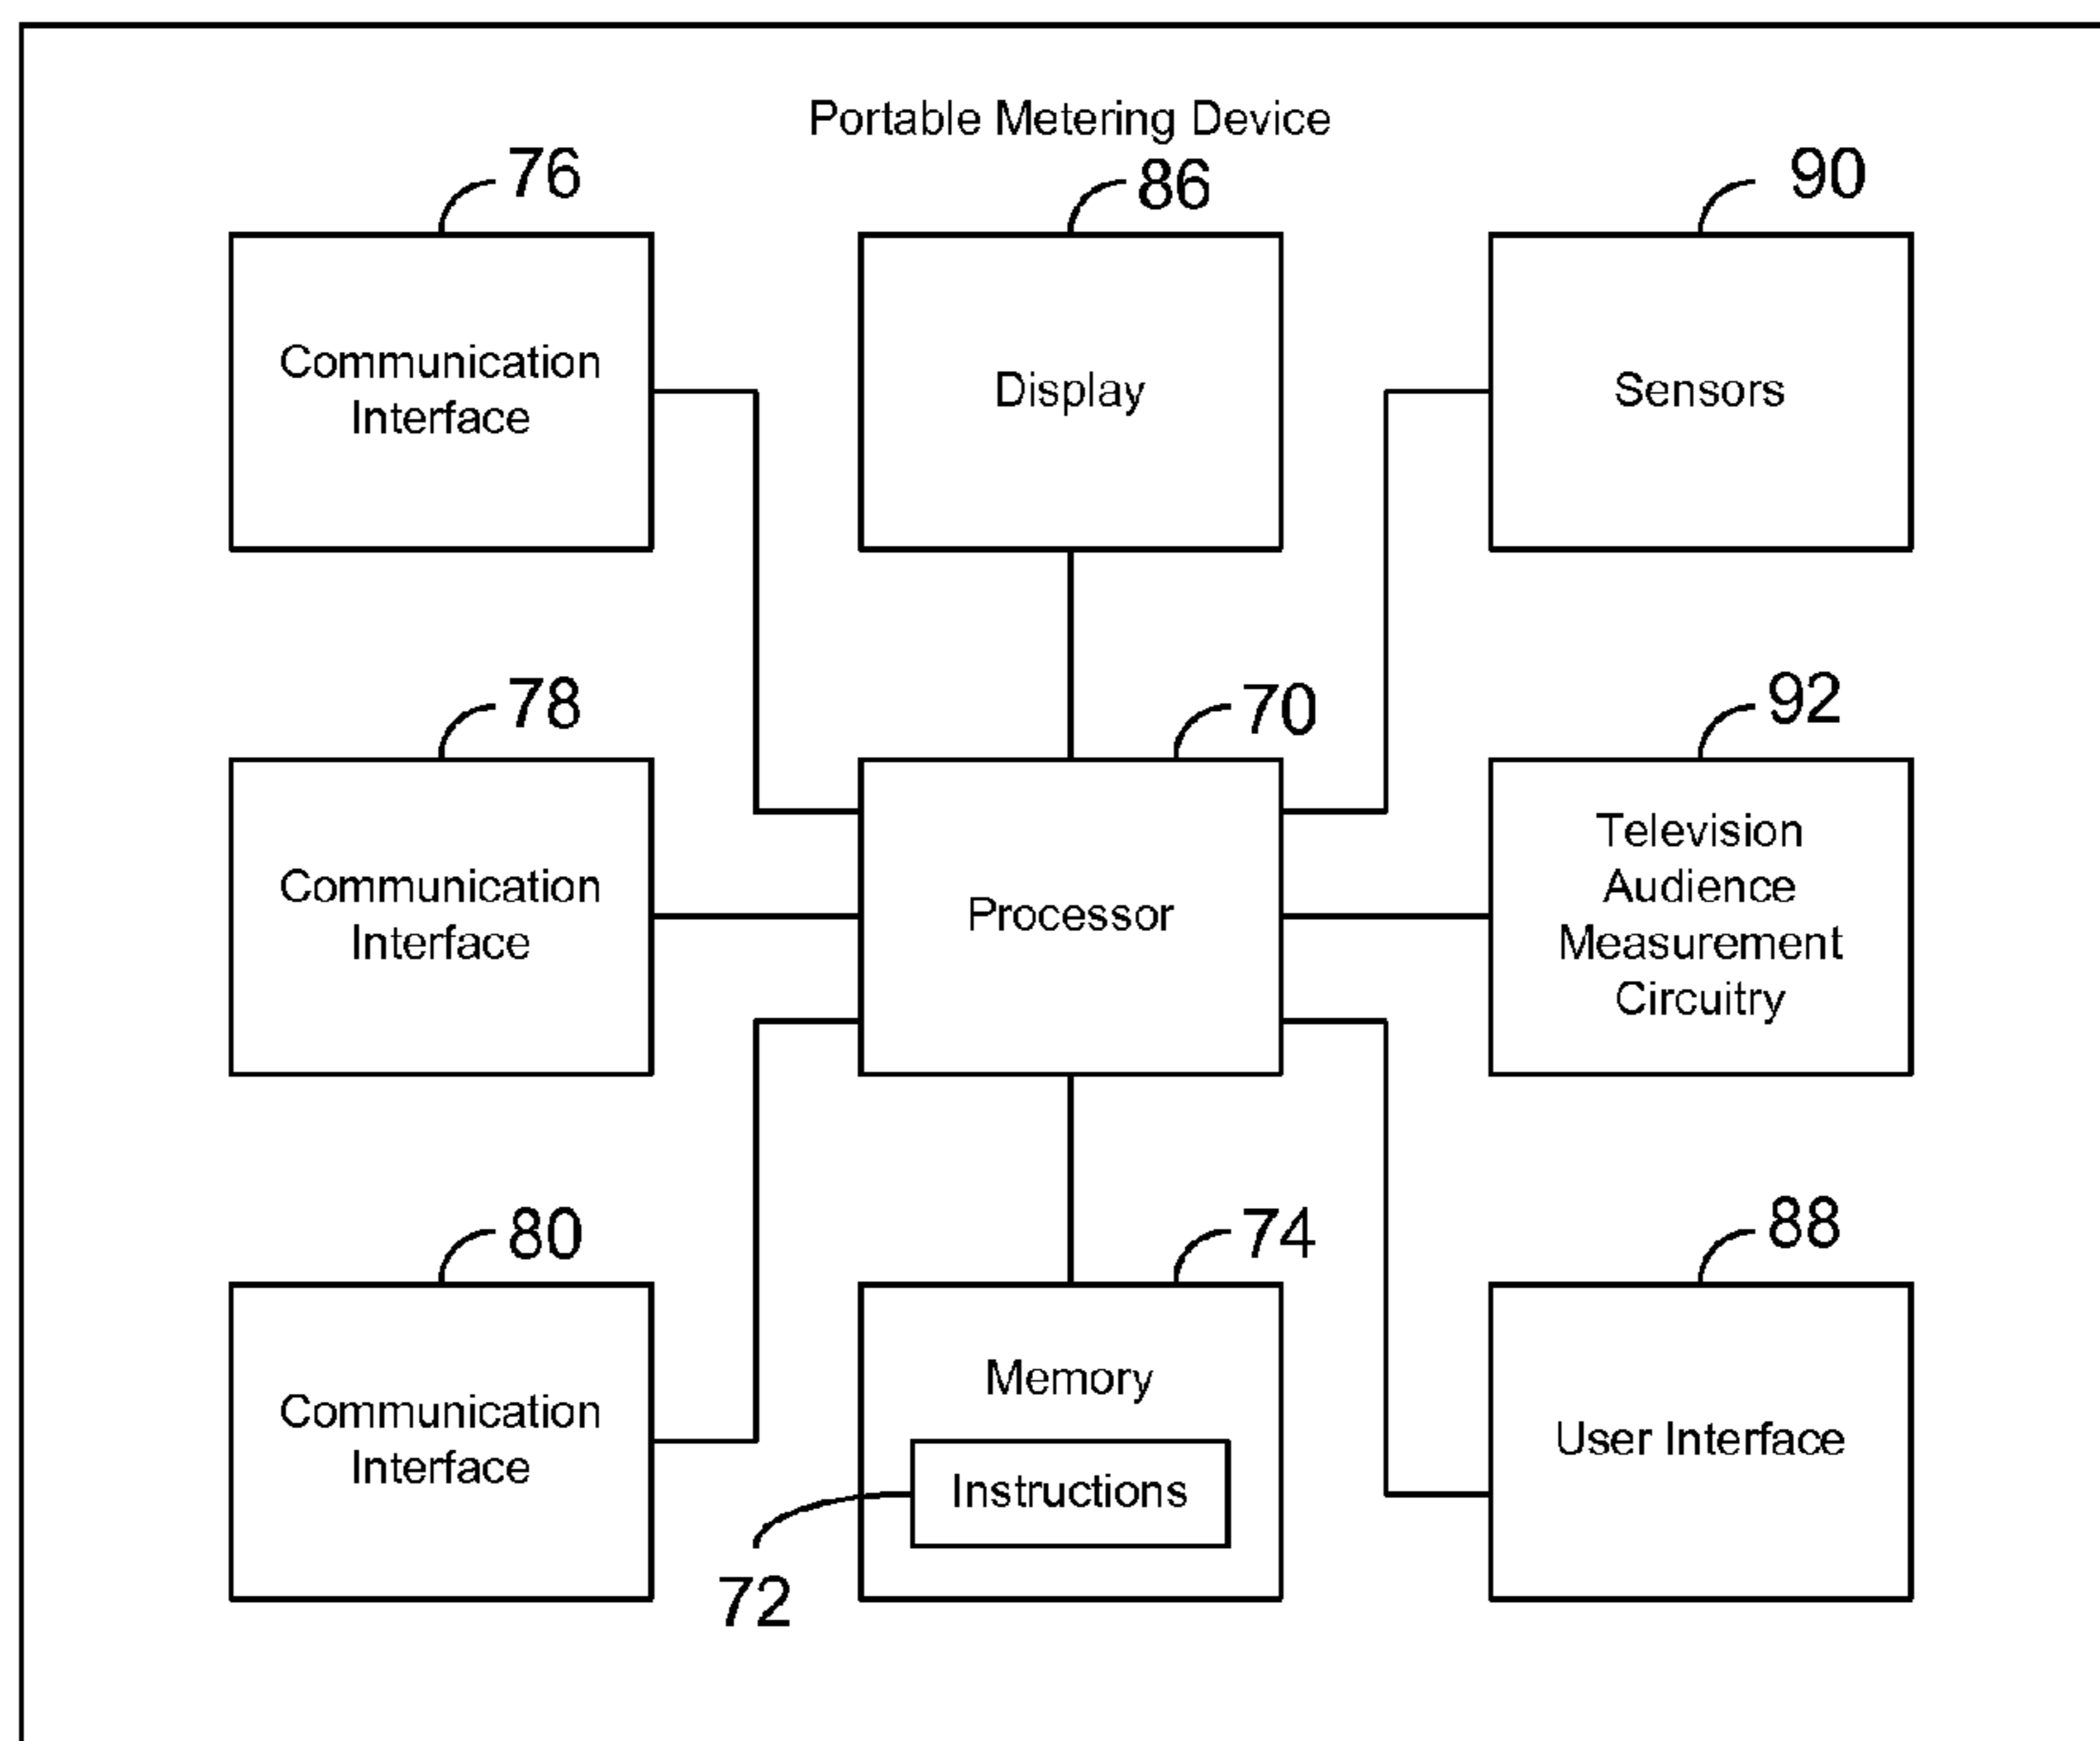 Portable Metering Device
76
86
90
Communication
Interface
Display
Sensors
78
70
92
Communication
Interface
Processor
Television
Audience
Measurement
Circuitry
80
74
88
Communication
Interface
Memory
Instructions
User Interface
72